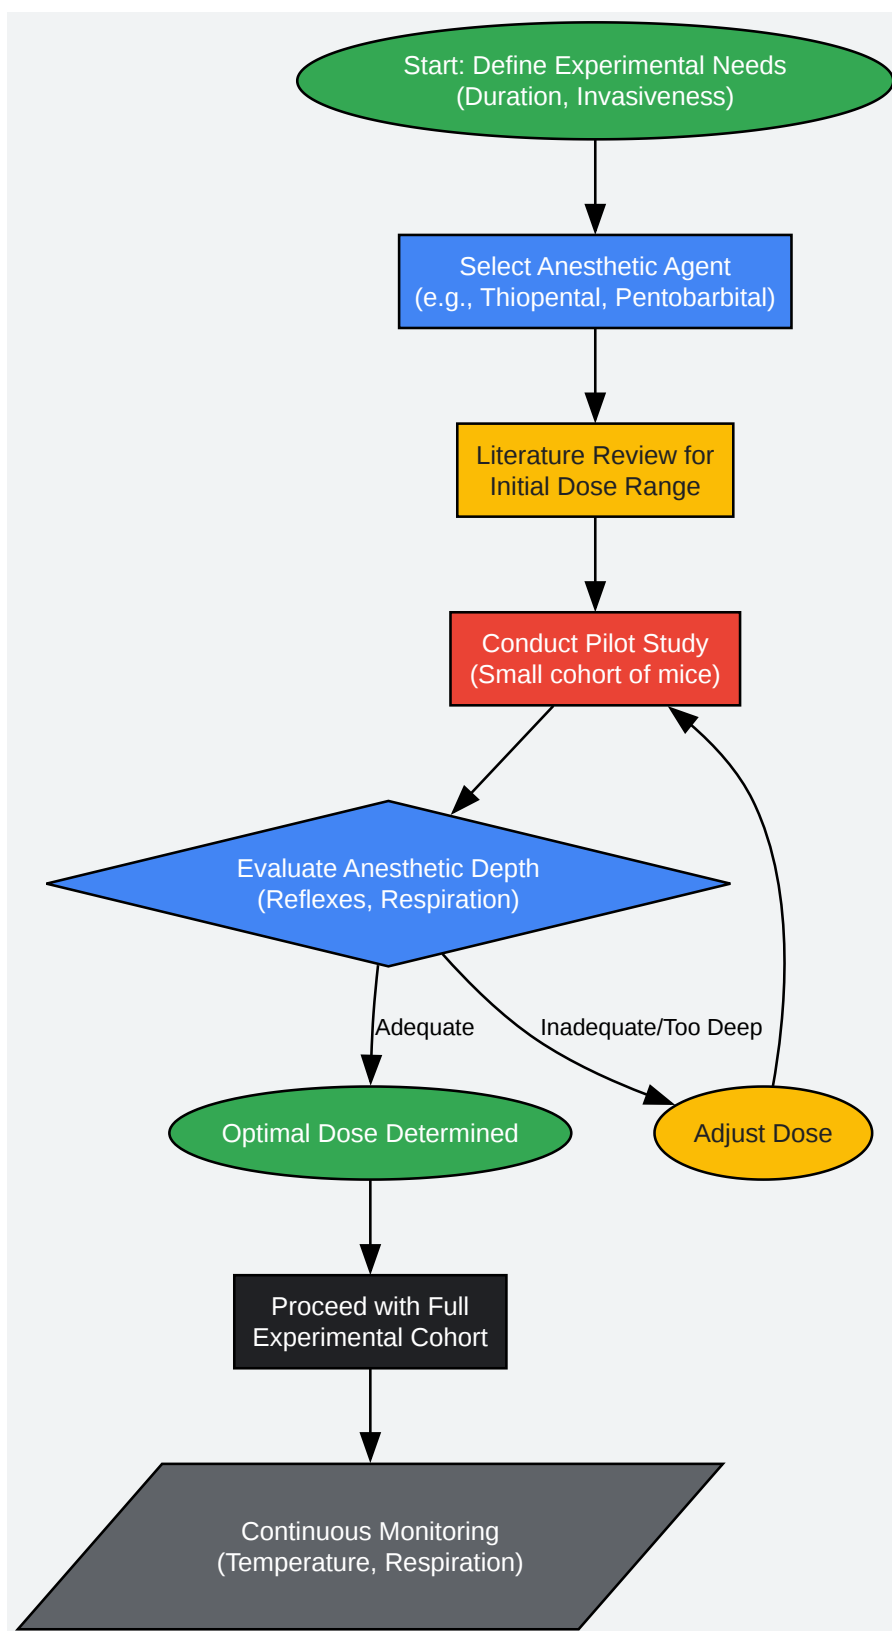 Start: Define Experimental Needs
(Duration, Invasiveness)
Select Anesthetic Agent
(e.g., Thiopental, Pentobarbital)
Literature Review for
Initial Dose Range
Conduct Pilot Study
(Small cohort of mice)
Evaluate Anesthetic Depth
(Reflexes, Respiration)
Adequate
Inadequate/Too Deep
Optimal Dose Determined
Adjust Dose
Proceed with Full
Experimental Cohort
Continuous Monitoring
(Temperature, Respiration)